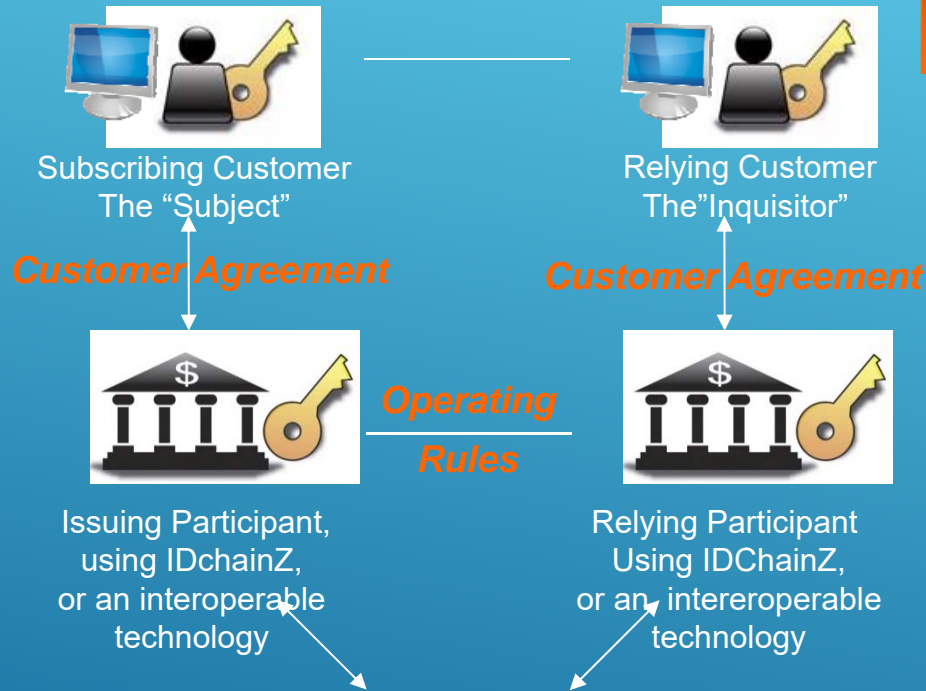 Subscribing Customer
The “Subject”
Relying Customer
The”Inquisitor”
Customer Agreement
Customer Agreement
$
$
Operating
Rules
Issuing Participant,
using IDchainZ,
or an interoperable
technology
Relying Participant
Using IDChainZ,
or an intereroperable
technology